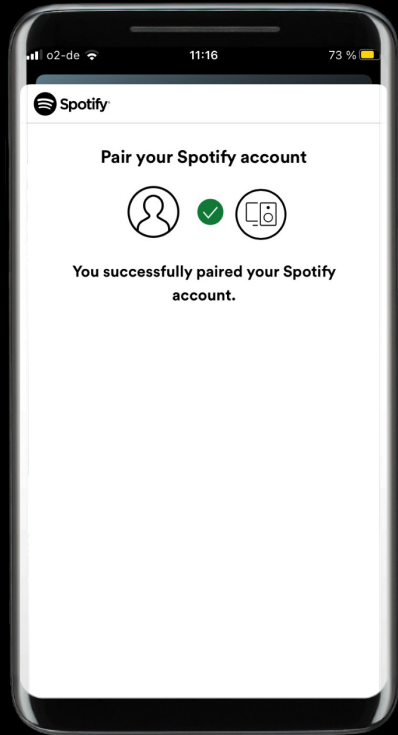 o2-de 11:16 73 %
Spotify
Pair your Spotify account
You successfully paired your Spotify
account.